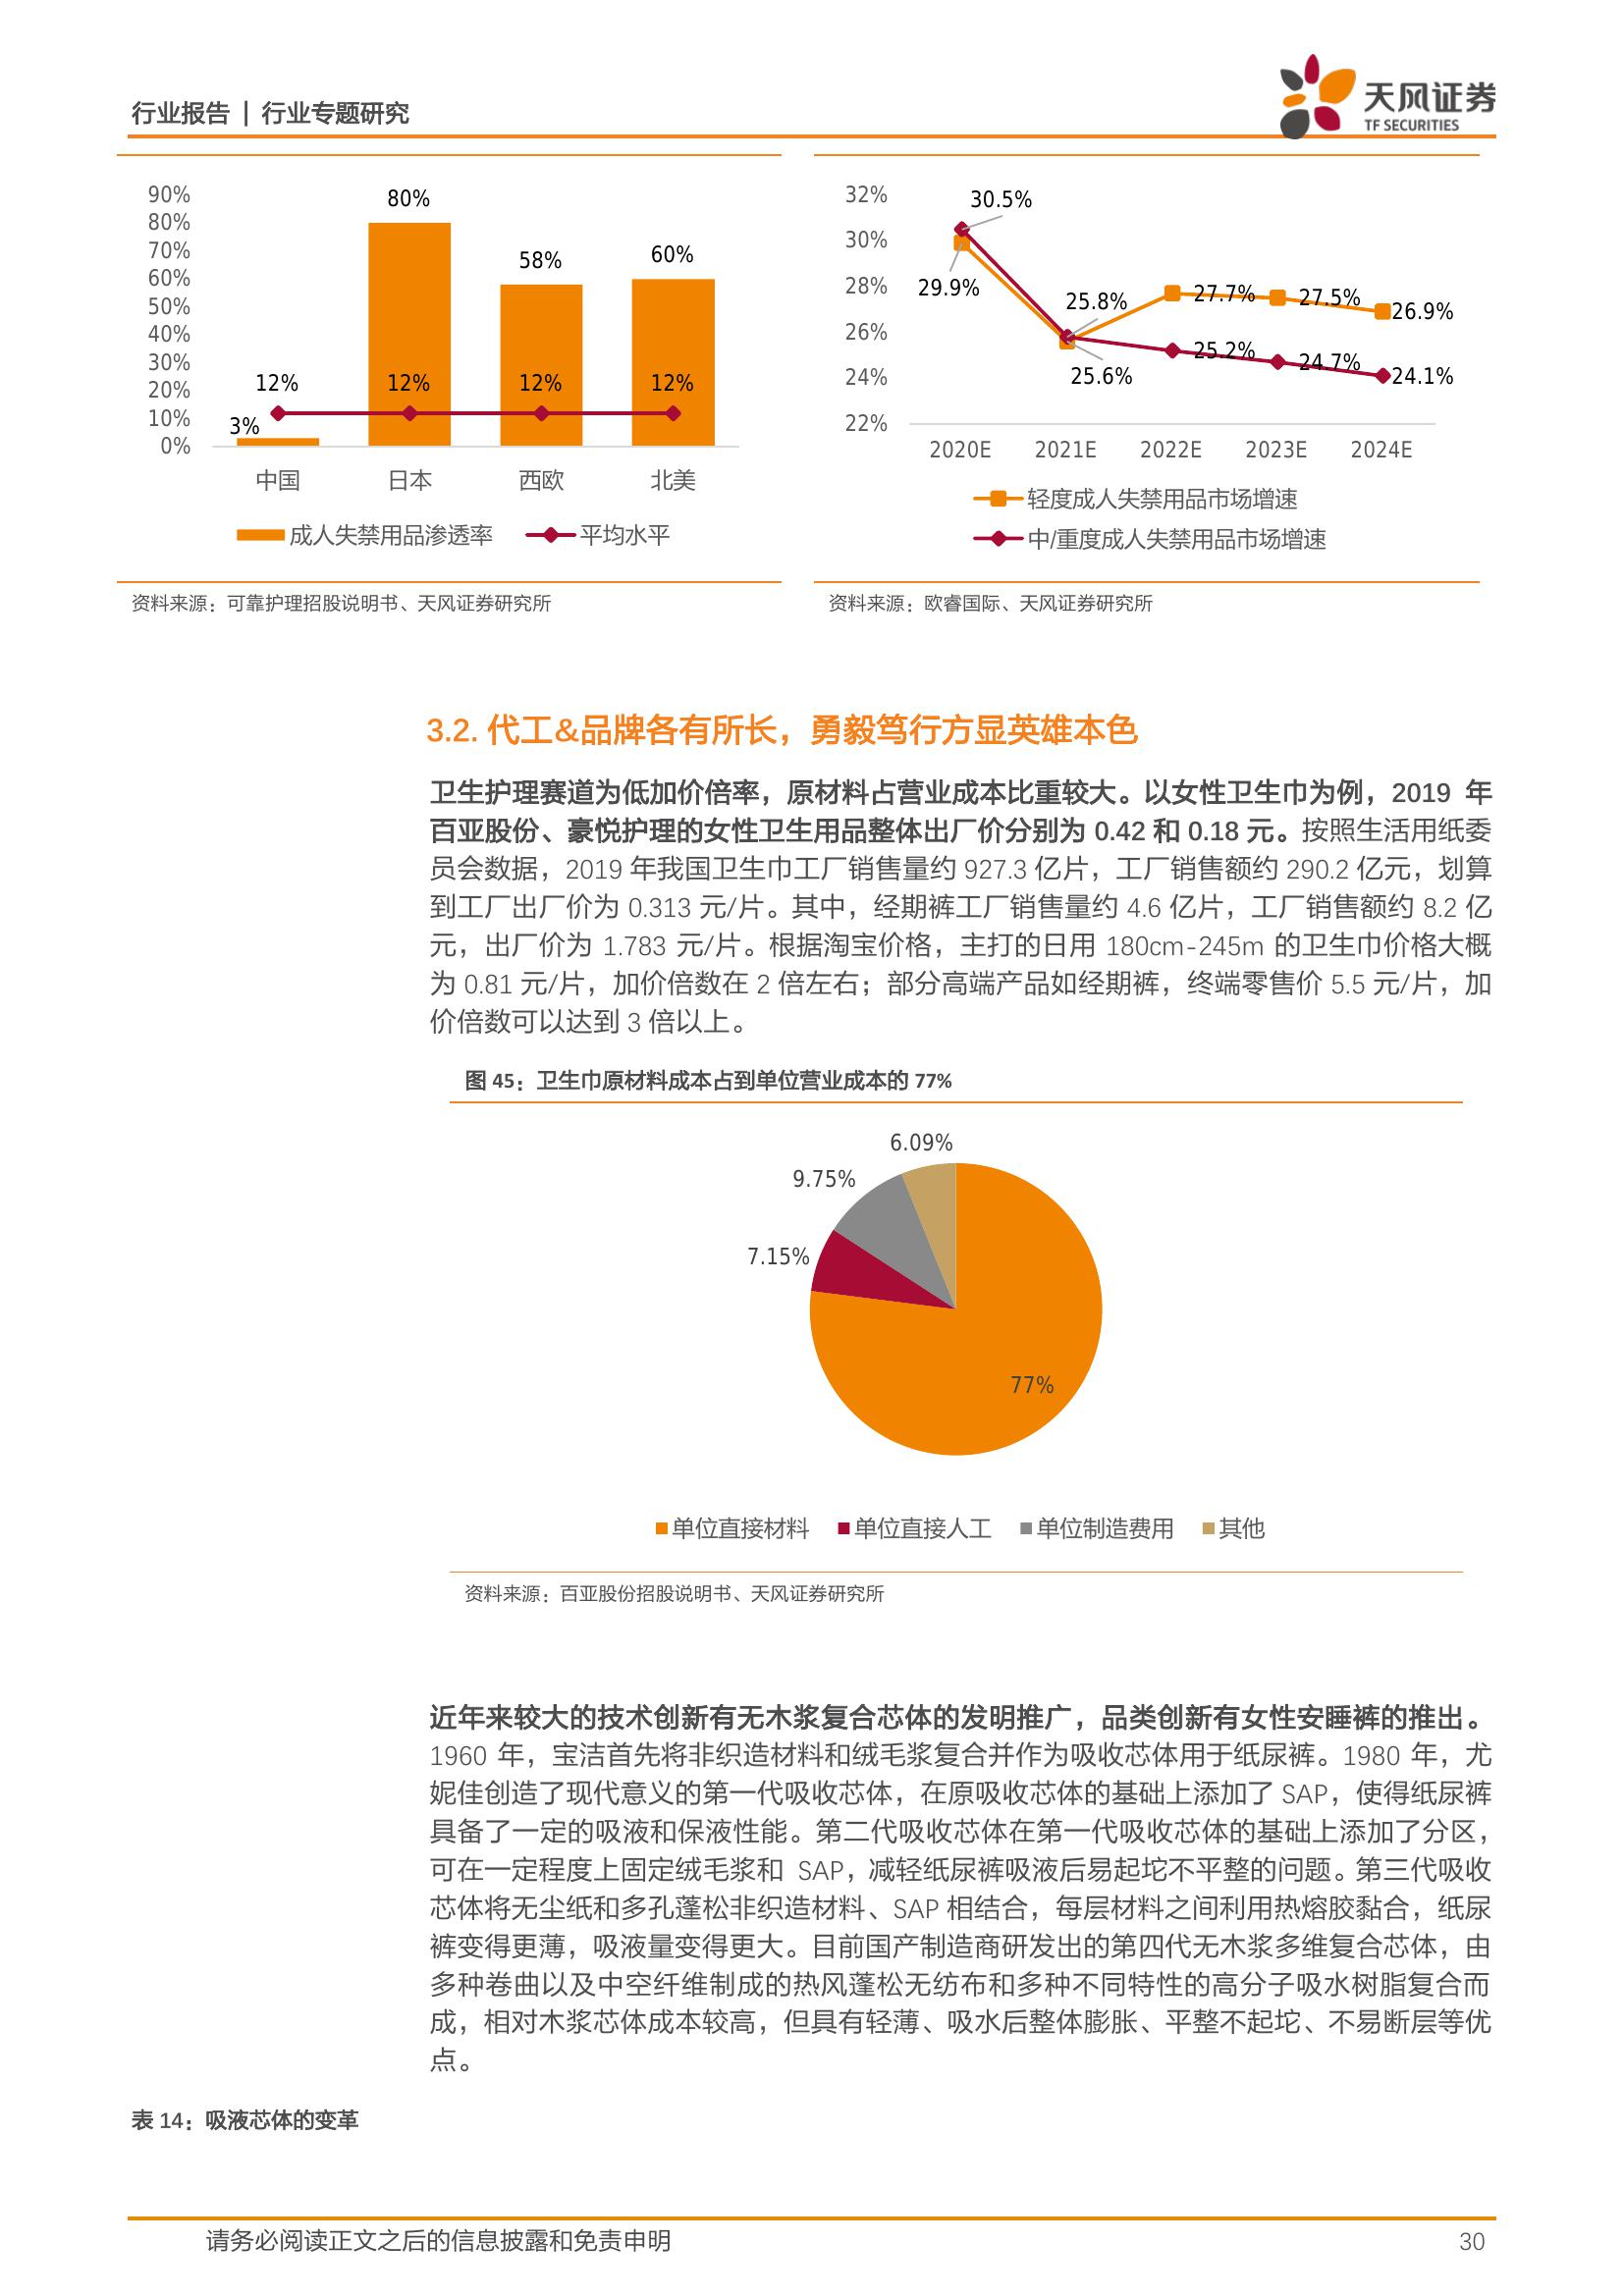 行业报告 | 行业专题研究
天风证券
TF SECURITIES
90%
80%
70%
60%
50%
40%
30%
20%
10%
0%
80%
58%
60%
12%
12%
12%
12%
3%
中国
日本
西欧
北美
成人失禁用品渗透率
平均水平
资料来源：可靠护理招股说明书、天风证券研究所
32%
30%
28%
26%
24%
22%
30.5%
29.9%
25.8%
25.6%
27.7%
27.5%
26.9%
25.2%
24.7%
24.1%
2020E
2021E
2022E
2023E
2024E
轻度成人失禁用品市场增速
中/重度成人失禁用品市场增速
资料来源：欧睿国际、天风证券研究所
3.2. 代工&品牌各有所长，勇毅笃行方显英雄本色
卫生护理赛道为低加价倍率，原材料占营业成本比重较大。以女性卫生巾为例，2019 年
百亚股份、豪悦护理的女性卫生用品整体出厂价分别为 0.42 和 0.18 元。按照生活用纸委
员会数据，2019 年我国卫生巾工厂销售量约 927.3 亿片，工厂销售额约 290.2 亿元，划算
到工厂出厂价为 0.313 元/片。其中，经期裤工厂销售量约 4.6 亿片，工厂销售额约 8.2 亿
元，出厂价为 1.783 元/片。根据淘宝价格，主打的日用 180cm-245m 的卫生巾价格大概
为 0.81 元/片，加价倍数在 2 倍左右；部分高端产品如经期裤，终端零售价 5.5 元/片，加
价倍数可以达到 3 倍以上。
图 45：卫生巾原材料成本占到单位营业成本的 77%
6.09%
9.75%
7.15%
77%
单位直接材料
单位直接人工
单位制造费用
其他
资料来源：百亚股份招股说明书、天风证券研究所
近年来较大的技术创新有无木浆复合芯体的发明推广，品类创新有女性安睡裤的推出。
1960 年，宝洁首先将非织造材料和绒毛浆复合并作为吸收芯体用于纸尿裤。1980 年，尤
妮佳创造了现代意义的第一代吸收芯体，在原吸收芯体的基础上添加了 SAP，使得纸尿裤
具备了一定的吸液和保液性能。第二代吸收芯体在第一代吸收芯体的基础上添加了分区，
可在一定程度上固定绒毛浆和 SAP，减轻纸尿裤吸液后易起坨不平整的问题。第三代吸收
芯体将无尘纸和多孔蓬松非织造材料、SAP 相结合，每层材料之间利用热熔胶黏合，纸尿
裤变得更薄，吸液量变得更大。目前国产制造商研发出的第四代无木浆多维复合芯体，由
多种卷曲以及中空纤维制成的热风蓬松无纺布和多种不同特性的高分子吸水树脂复合而
成，相对木浆芯体成本较高，但具有轻薄、吸水后整体膨胀、平整不起坨、不易断层等优
点。
表 14：吸液芯体的变革
请务必阅读正文之后的信息披露和免责申明
30